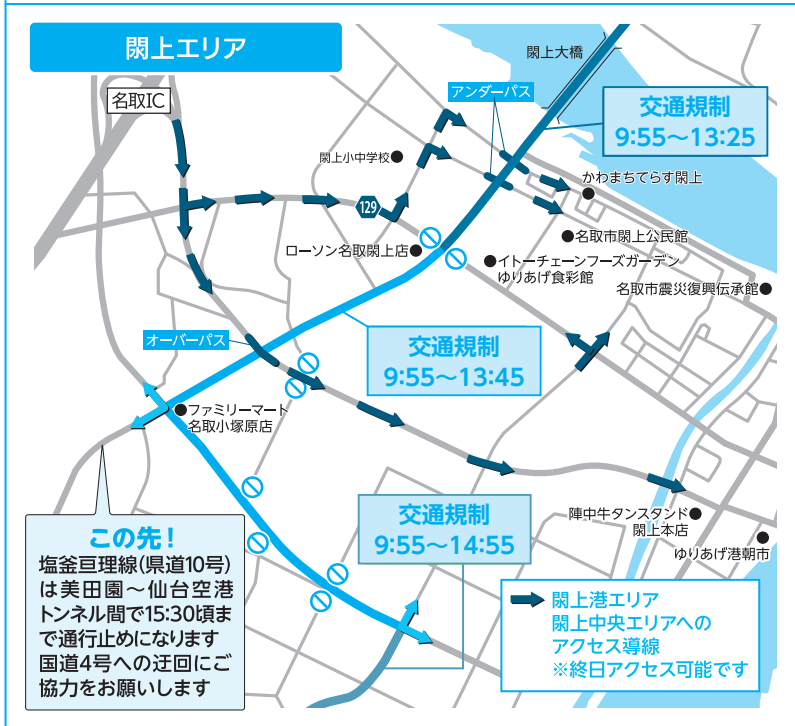 閖上エリア
名取IC
閖上大橋
アンダーパス
交通規制
9:55〜13:25
閖上小中学校
かわまちてらす閖上
129
名取市閖上公民館
ローソン名取閖上店
イトーチェーンフーズガーデン
ゆりあげ食彩館
名取市震災復興伝承館
オーバーパス
交通規制
9:55〜13:45
ファミリーマート
名取小塚原店
交通規制
9:55〜14:55
陣中牛タンスタンド
閖上本店
ゆりあげ港朝市
この先!
塩釜亘理線(県道10号)
は美田園〜仙台空港
トンネル間で15:30頃ま
で通行止めになります
国道4号への迂回にご
協力をお願いします
閖上港エリア
閖上中央エリアへの
アクセス導線
※終日アクセス可能です